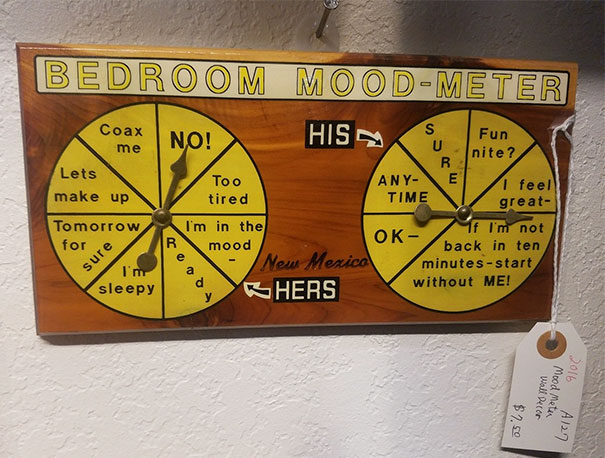 BEDROOM MOOD-METER
Coax
me
NO!
Too
tired
I'm in the
mood
-
Ready
I'm
sleepy
Tomorrow
for
sure
Lets
make up
HIS
New Mexico
HERS
SURE
Fun
nite?
I feel
great-
If I'm not
back in ten
minutes-start
without ME!
OK-
ANY-
TIME
2016 A127
Mood Meter
Wall Decor
$7.50